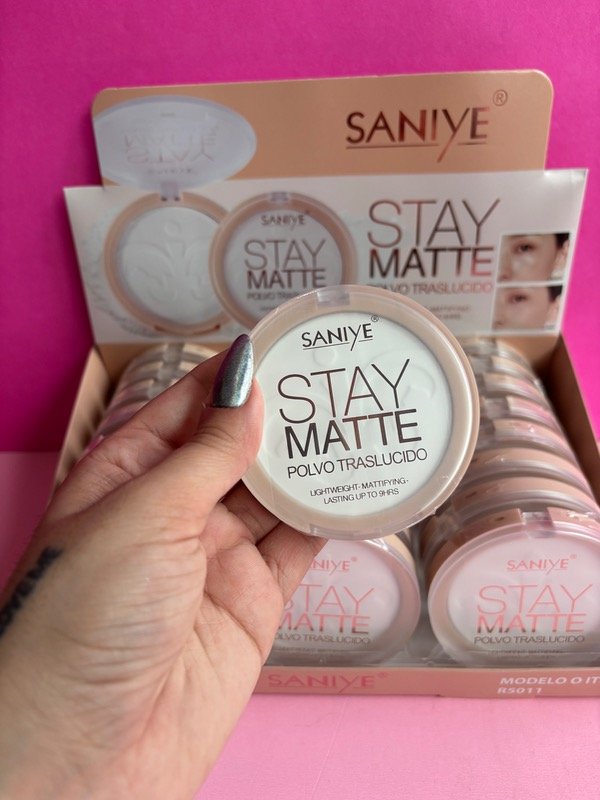 SANIYE®
SANIYE
STAY
MATTE
STAY
MATTE
POLVO TRASLUCIDO
SANIYE®
STAY
MATTE
POLVO TRASLUCIDO
LIGHTWEIGHT- MATTIFYING-
LASTING UP TO 9HRS
SANIYE
STAY
MATTE
POLVO TRASLUCIDO
SANIYE®
STAY
MATTE
POLVO TRASLUCIDO
SANIYE®
MODELO O IT
RS011